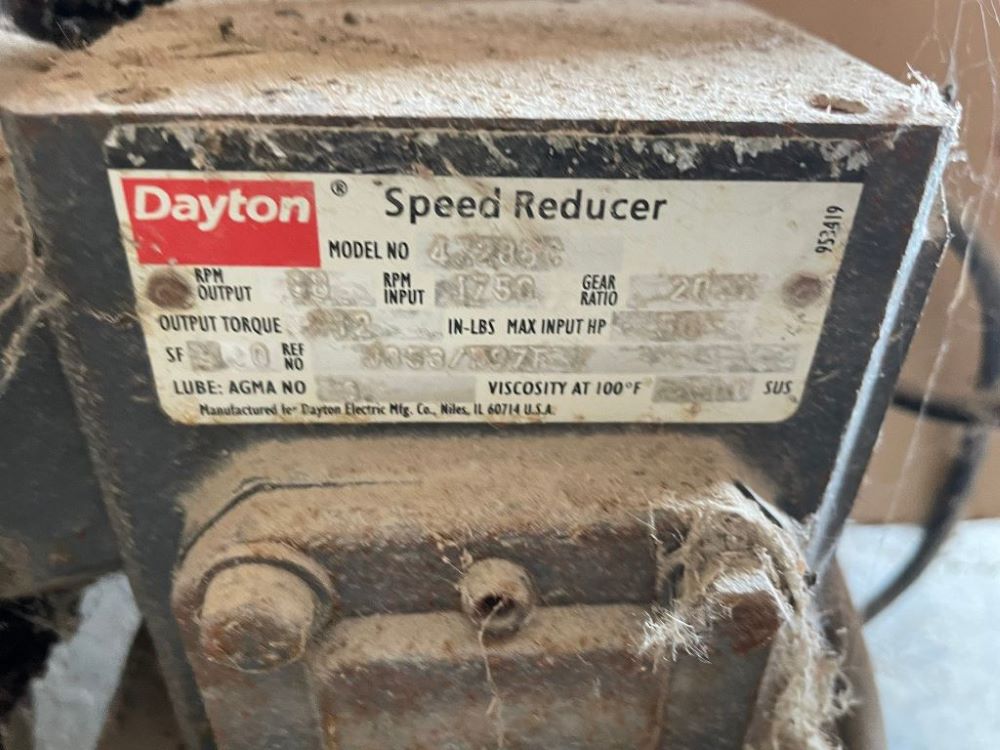 Dayton ® Speed Reducer
MODEL NO
RPM OUTPUT 88 RPM INPUT 1750 GEAR RATIO 20
OUTPUT TORQUE IN-LBS MAX INPUT HP
SF REF NO
LUBE: AGMA NO VISCOSITY AT 100°F SUS
Manufactured for Dayton Electric Mfg. Co., Niles, IL 60714 U.S.A.
953419